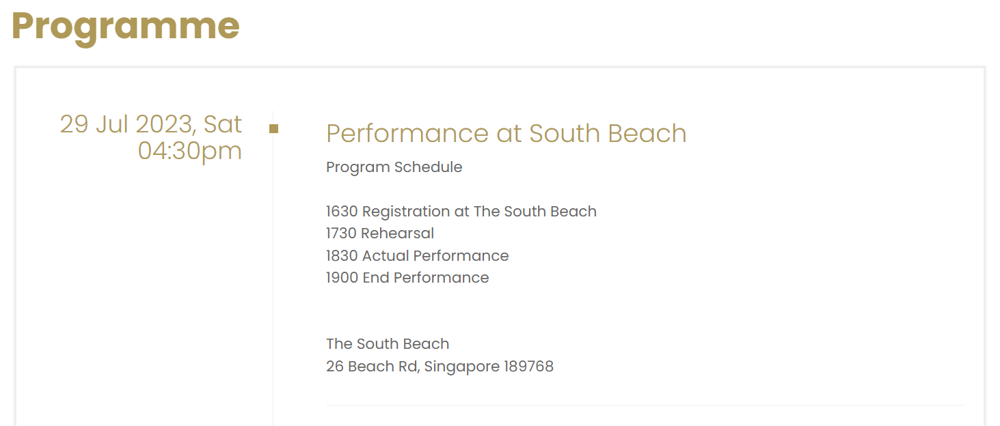 Programme
29 Jul 2023, Sat
04:30pm
Performance at South Beach
Program Schedule
1630 Registration at The South Beach
1730 Rehearsal
1830 Actual Performance
1900 End Performance
The South Beach
26 Beach Rd, Singapore 189768